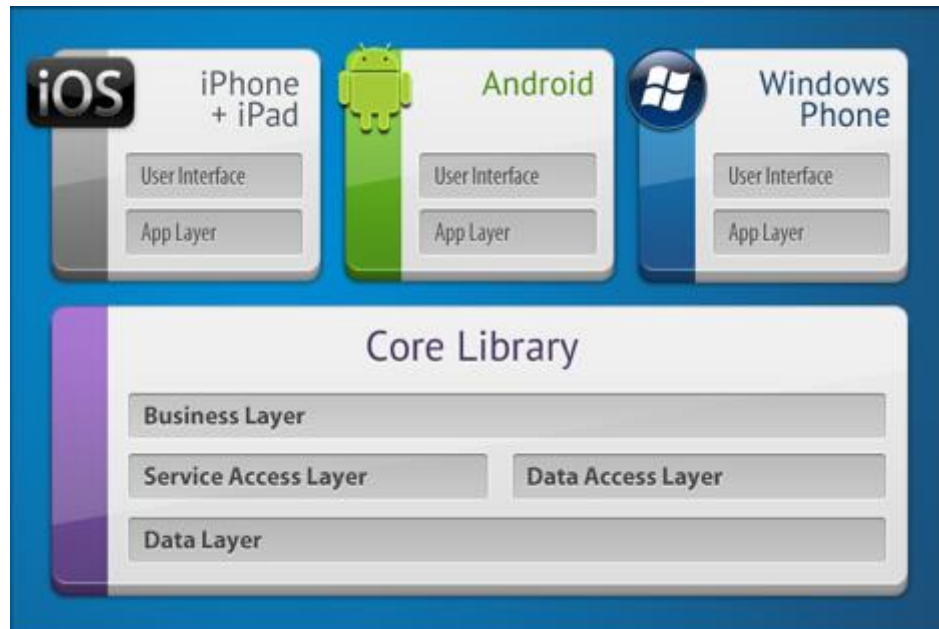 iOS
iPhone
+ iPad
User Interface
App Layer
Android
User Interface
App Layer
Windows
Phone
User Interface
App Layer
Core Library
Business Layer
Service Access Layer
Data Access Layer
Data Layer